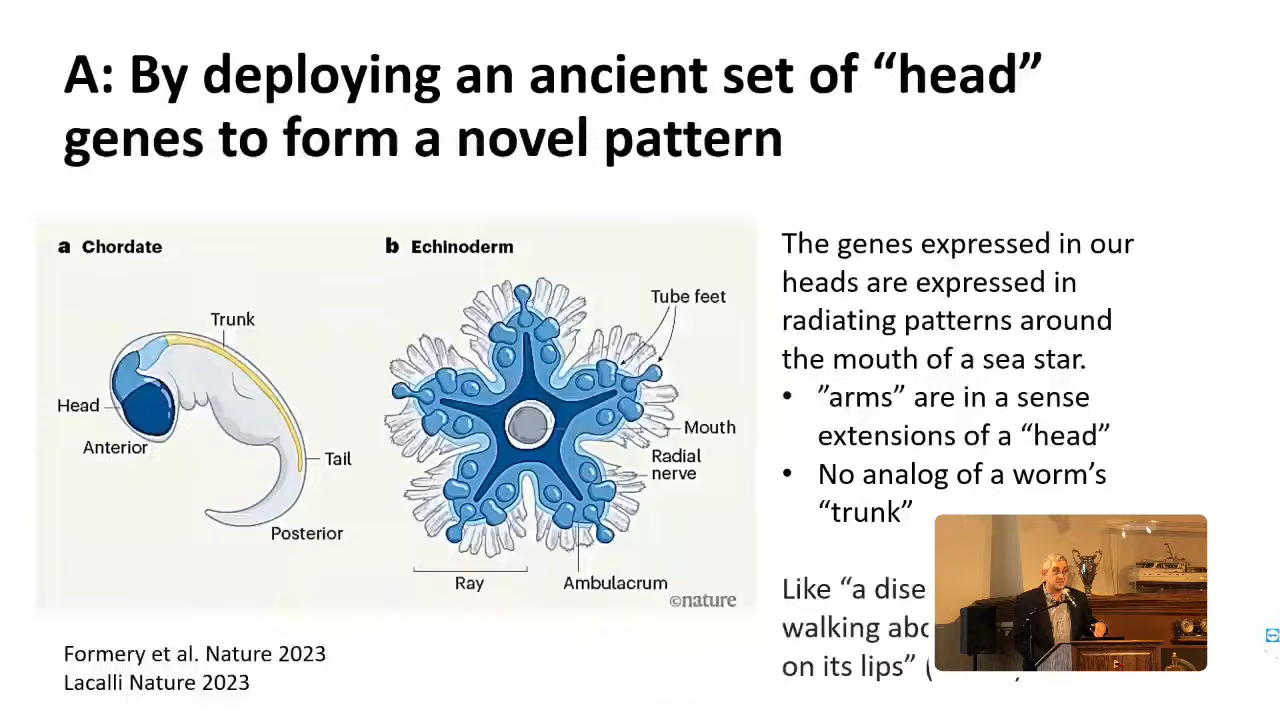 A: By deploying an ancient set of “head”
genes to form a novel pattern
a Chordate
Trunk
Head
Anterior
Tail
Posterior
b Echinoderm
Tube feet
Mouth
Radial
nerve
Ray
Ambulacrum
©nature
The genes expressed in our
heads are expressed in
radiating patterns around
the mouth of a sea star.
• ”arms” are in a sense
extensions of a “head”
• No analog of a worm’s
“trunk”
Like “a
walking
on its lips” (
Formery et al. Nature 2023
Lacalli Nature 2023